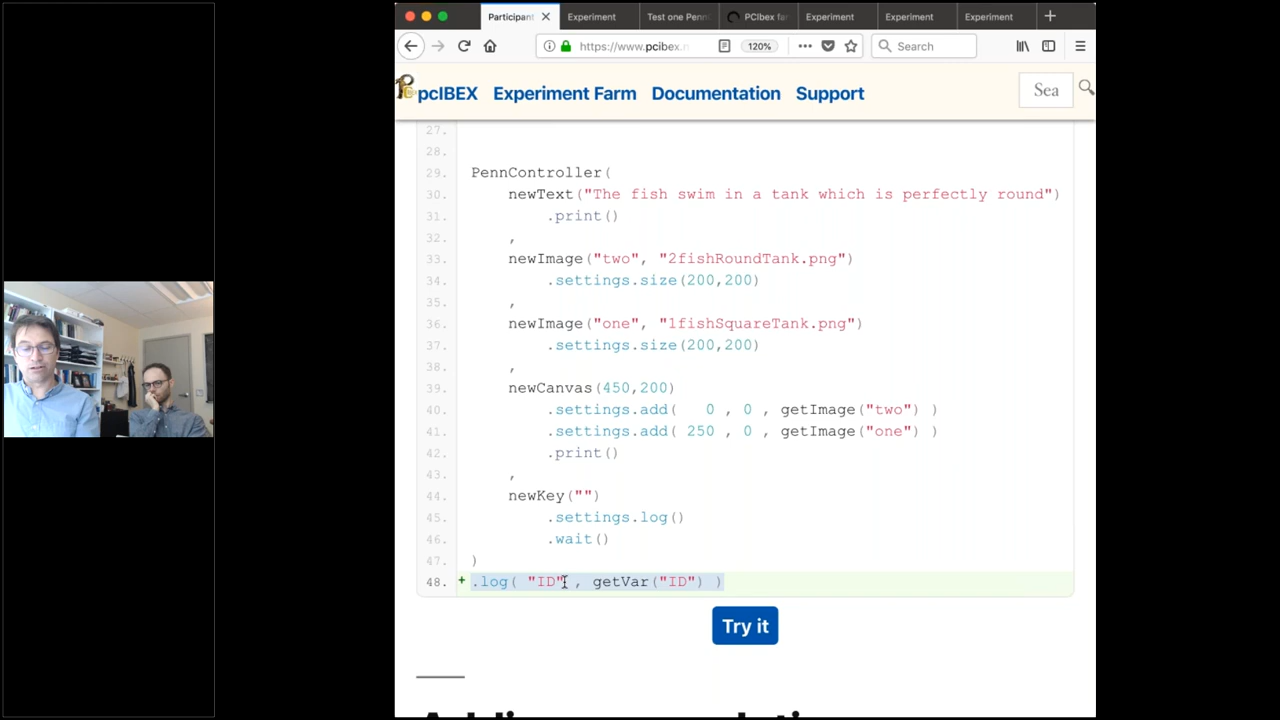 Participant
Experiment
Test one Penn
PCIbex far
Experiment
Experiment
Experiment
https://www.pcibex.n
120%
Search
pcIBEX
Experiment Farm
Documentation
Support
Sea
27.
28.
29. PennController(
30. newText("The fish swim in a tank which is perfectly round")
31. .print()
32. ,
33. newImage("two", "2fishRoundTank.png")
34. .settings.size(200,200)
35. ,
36. newImage("one", "1fishSquareTank.png")
37. .settings.size(200,200)
38. ,
39. newCanvas(450,200)
40. .settings.add( 0 , 0 , getImage("two") )
41. .settings.add( 250 , 0 , getImage("one") )
42. .print()
43. ,
44. newKey("")
45. .settings.log()
46. .wait()
47. )
48. + .log( "ID" , getVar("ID") )
Try it